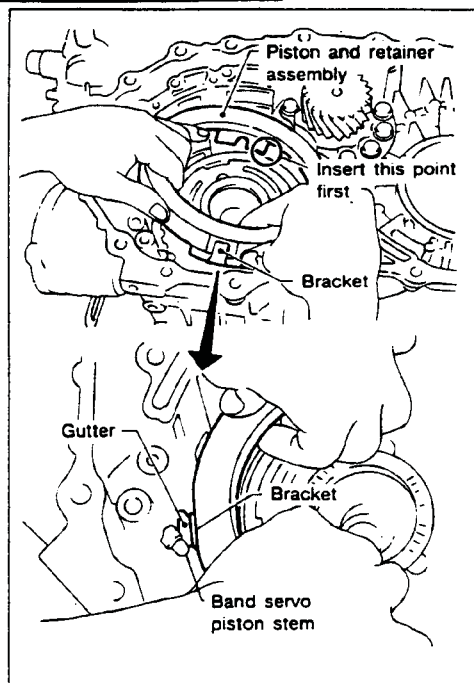 Piston and retainer
assembly
Insert this point
first
Bracket
Gutter
Bracket
Band servo
piston stem